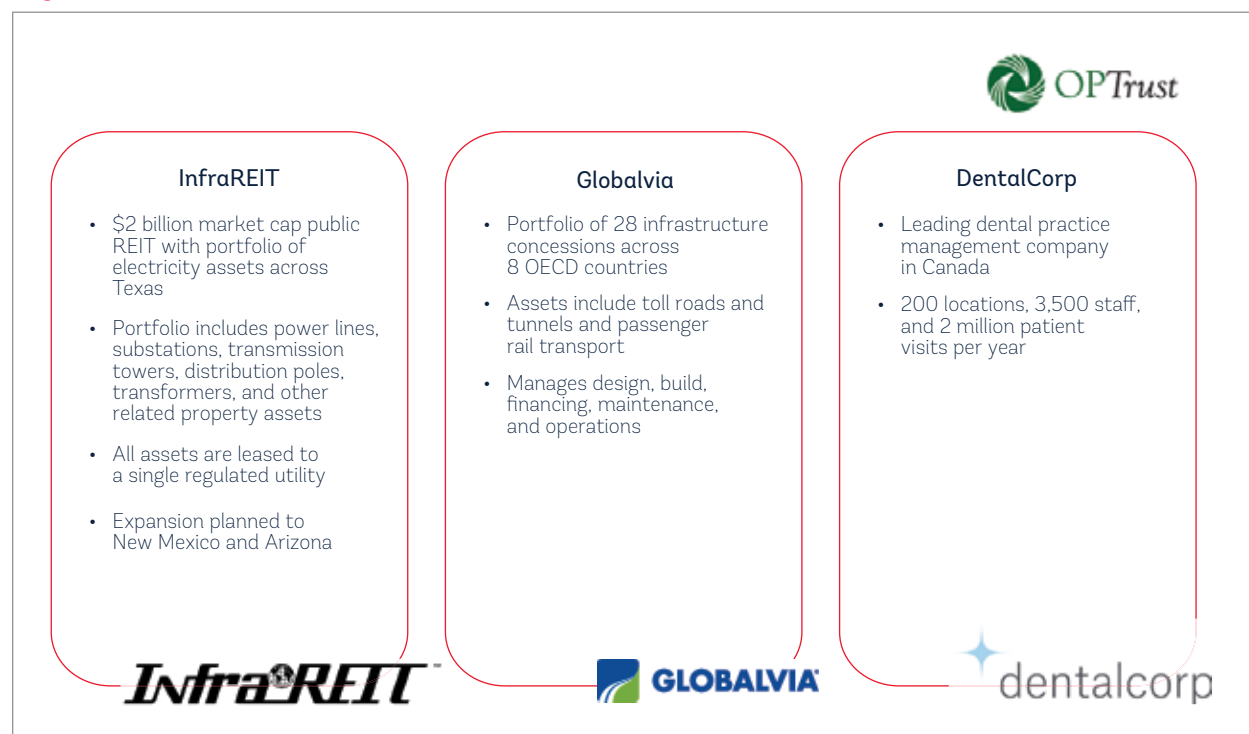 OPTrust
InfraREIT
• $2 billion market cap public
REIT with portfolio of
electricity assets across
Texas
• Portfolio includes power lines,
substations, transmission
towers, distribution poles,
transformers, and other
related property assets
• All assets are leased to
a single regulated utility
• Expansion planned to
New Mexico and Arizona
InfraREIT
Globalvia
• Portfolio of 28 infrastructure
concessions across
8 OECD countries
• Assets include toll roads and
tunnels and passenger
rail transport
• Manages design, build,
financing, maintenance,
and operations
GLOBALVIA
DentalCorp
• Leading dental practice
management company
in Canada
• 200 locations, 3,500 staff,
and 2 million patient
visits per year
dentalcorp